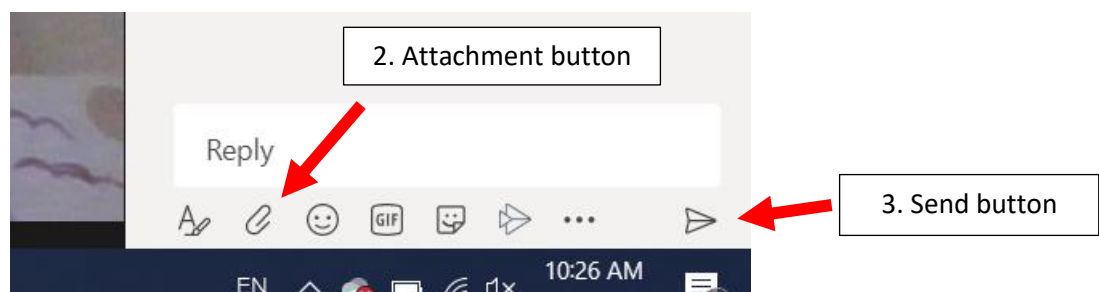 2. Attachment button
Reply
3. Send button
GIF
EN
10:26 AM